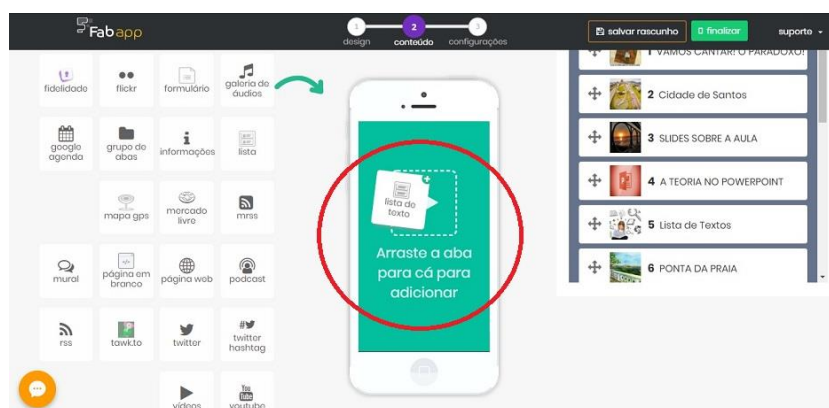 Fabapp
1
2
3
design
conteúdo
configurações
salvar rascunho
finalizar
suporte
fidelidade
flickr
formulário
galeria de
áudios
google
agenda
grupo de
abas
informações
lista
mapa gps
mercado
livre
mrss
mural
página em
branco
página web
podcast
rss
tawk.to
twitter
#
twitter
hashtag
vídeos
You
Tube
youtube
lista de
texto
Arraste a aba
para cá para
adicionar
1 VAMOS CANTAR! O PARADOXO!
2 Cidade de Santos
3 SLIDES SOBRE A AULA
4 A TEORIA NO POWERPOINT
5 Lista de Textos
6 PONTA DA PRAIA